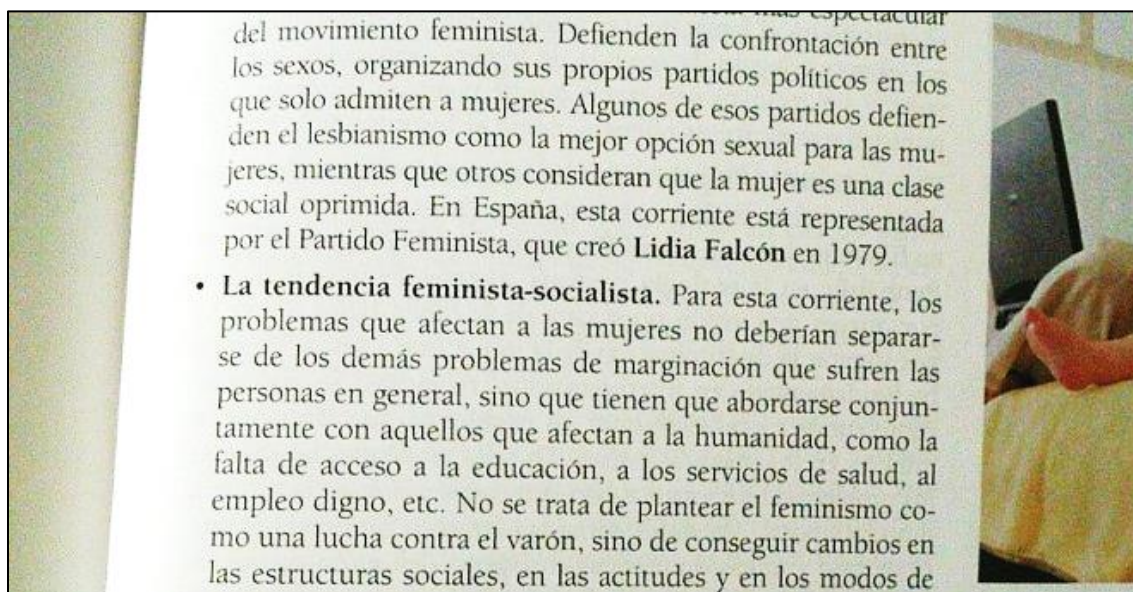 más espectacular
del movimiento feminista. Defienden la confrontación entre
los sexos, organizando sus propios partidos políticos en los
que solo admiten a mujeres. Algunos de esos partidos defien-
den el lesbianismo como la mejor opción sexual para las mu-
jeres, mientras que otros consideran que la mujer es una clase
social oprimida. En España, esta corriente está representada
por el Partido Feminista, que creó Lidia Falcón en 1979.
• La tendencia feminista-socialista. Para esta corriente, los
problemas que afectan a las mujeres no deberían separar-
se de los demás problemas de marginación que sufren las
personas en general, sino que tienen que abordarse conjun-
tamente con aquellos que afectan a la humanidad, como la
falta de acceso a la educación, a los servicios de salud, al
empleo digno, etc. No se trata de plantear el feminismo co-
mo una lucha contra el varón, sino de conseguir cambios en
las estructuras sociales, en las actitudes y en los modos de